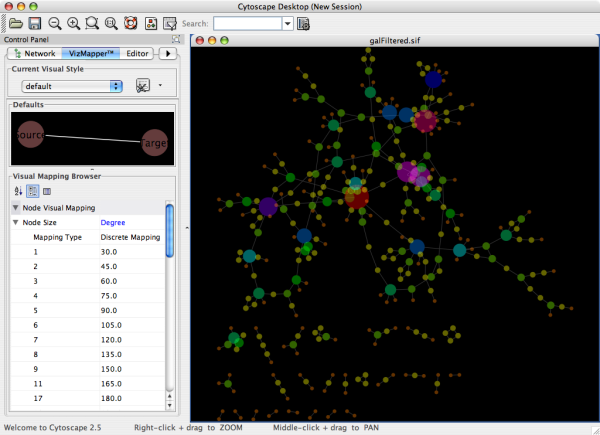 Cytoscape Desktop (New Session)
Search:
Control Panel
Network VizMapper™ Editor
galFiltered.sif
Current Visual Style
default
Defaults
Source Target
Visual Mapping Browser
Node Visual Mapping
Node Size Degree
Mapping Type Discrete Mapping
1 30.0
2 45.0
3 60.0
4 75.0
5 90.0
6 105.0
7 120.0
8 135.0
9 150.0
11 165.0
17 180.0
Welcome to Cytoscape 2.5 Right-click + drag to ZOOM Middle-click + drag to PAN